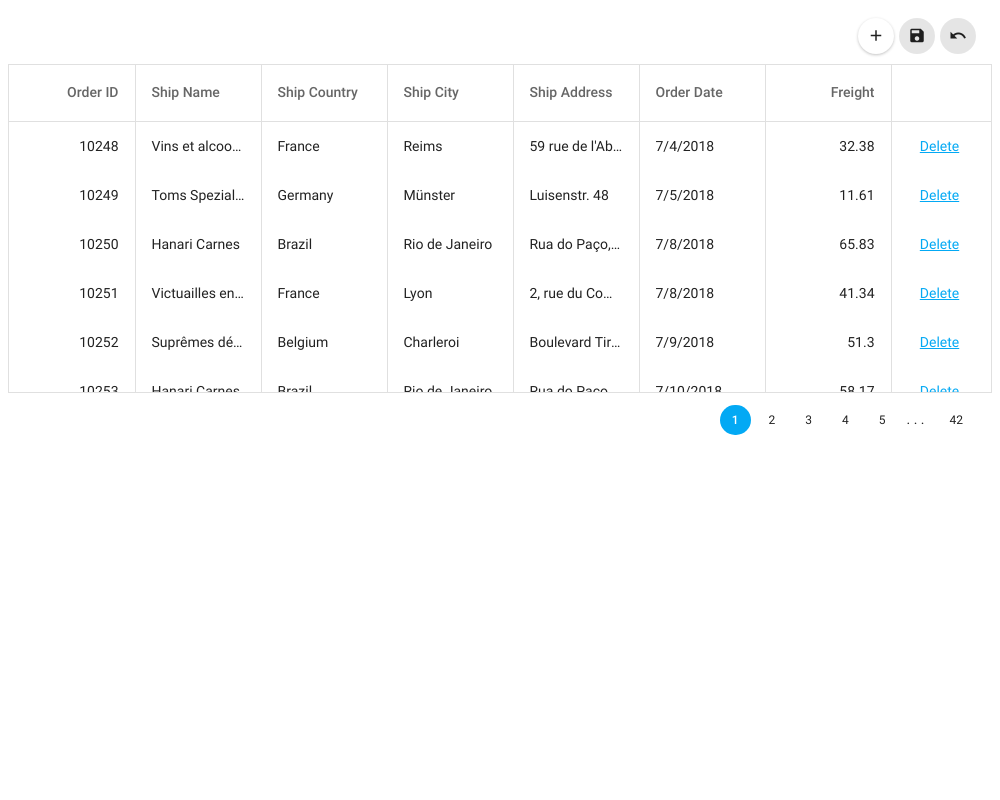 Order ID Ship Name Ship Country Ship City Ship Address Order Date Freight
10248 Vins et alcoo... France Reims 59 rue de l'Ab... 7/4/2018 32.38 Delete
10249 Toms Spezial... Germany Münster Luisenstr. 48 7/5/2018 11.61 Delete
10250 Hanari Carnes Brazil Rio de Janeiro Rua do Paço,... 7/8/2018 65.83 Delete
10251 Victuailles en... France Lyon 2, rue du Co... 7/8/2018 41.34 Delete
10252 Suprêmes dé... Belgium Charleroi Boulevard Tir... 7/9/2018 51.3 Delete
10253 Hanari Carnes Brazil Rio de Janeiro Rua do Paço,... 7/10/2018 58.17 Delete
1 2 3 4 5 . . . 42